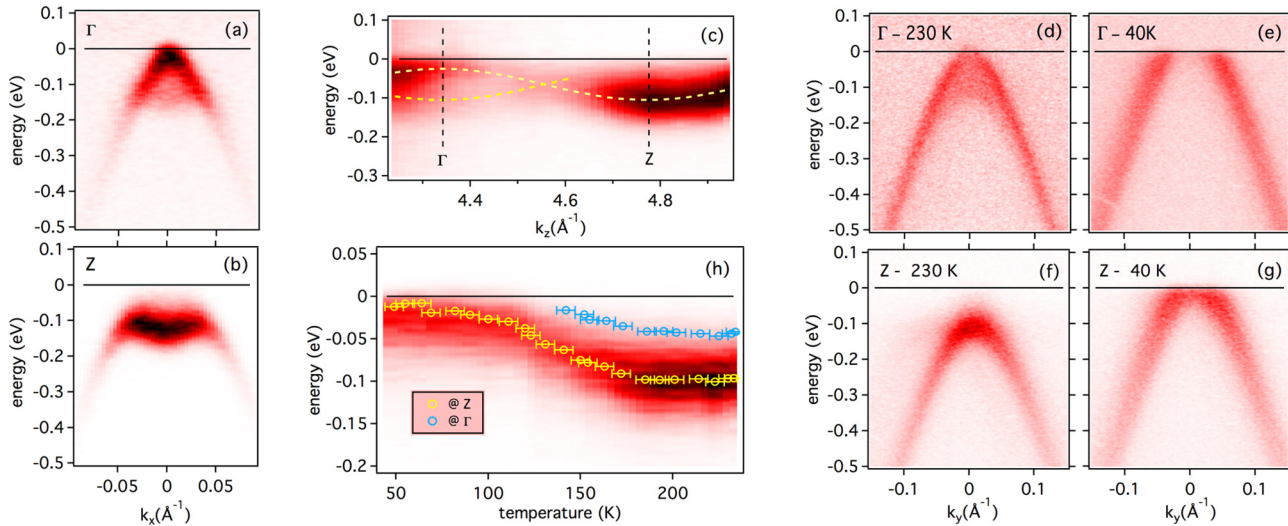 Γ (a)
0.1
0
-0.1
-0.2
-0.3
-0.4
-0.5
energy (eV)
Z (b)
0.1
0
-0.1
-0.2
-0.3
-0.4
-0.5
energy (eV)
-0.05 0 0.05
kx(Å-1)
(c)
0.1
0
-0.1
-0.2
-0.3
energy (eV)
Γ Z
4.4 4.6 4.8
kz(Å-1)
(h)
0.05
0
-0.05
-0.1
-0.15
-0.2
energy (eV)
@ Z
@ Γ
50 100 150 200
temperature (K)
Γ – 230 K (d)
Γ – 40K (e)
0.1
0
-0.1
-0.2
-0.3
-0.4
-0.5
energy (eV)
Z - 230 K (f)
Z - 40 K (g)
0.1
0
-0.1
-0.2
-0.3
-0.4
-0.5
energy (eV)
-0.1 0 0.1
ky(Å-1)
-0.1 0 0.1
ky(Å-1)